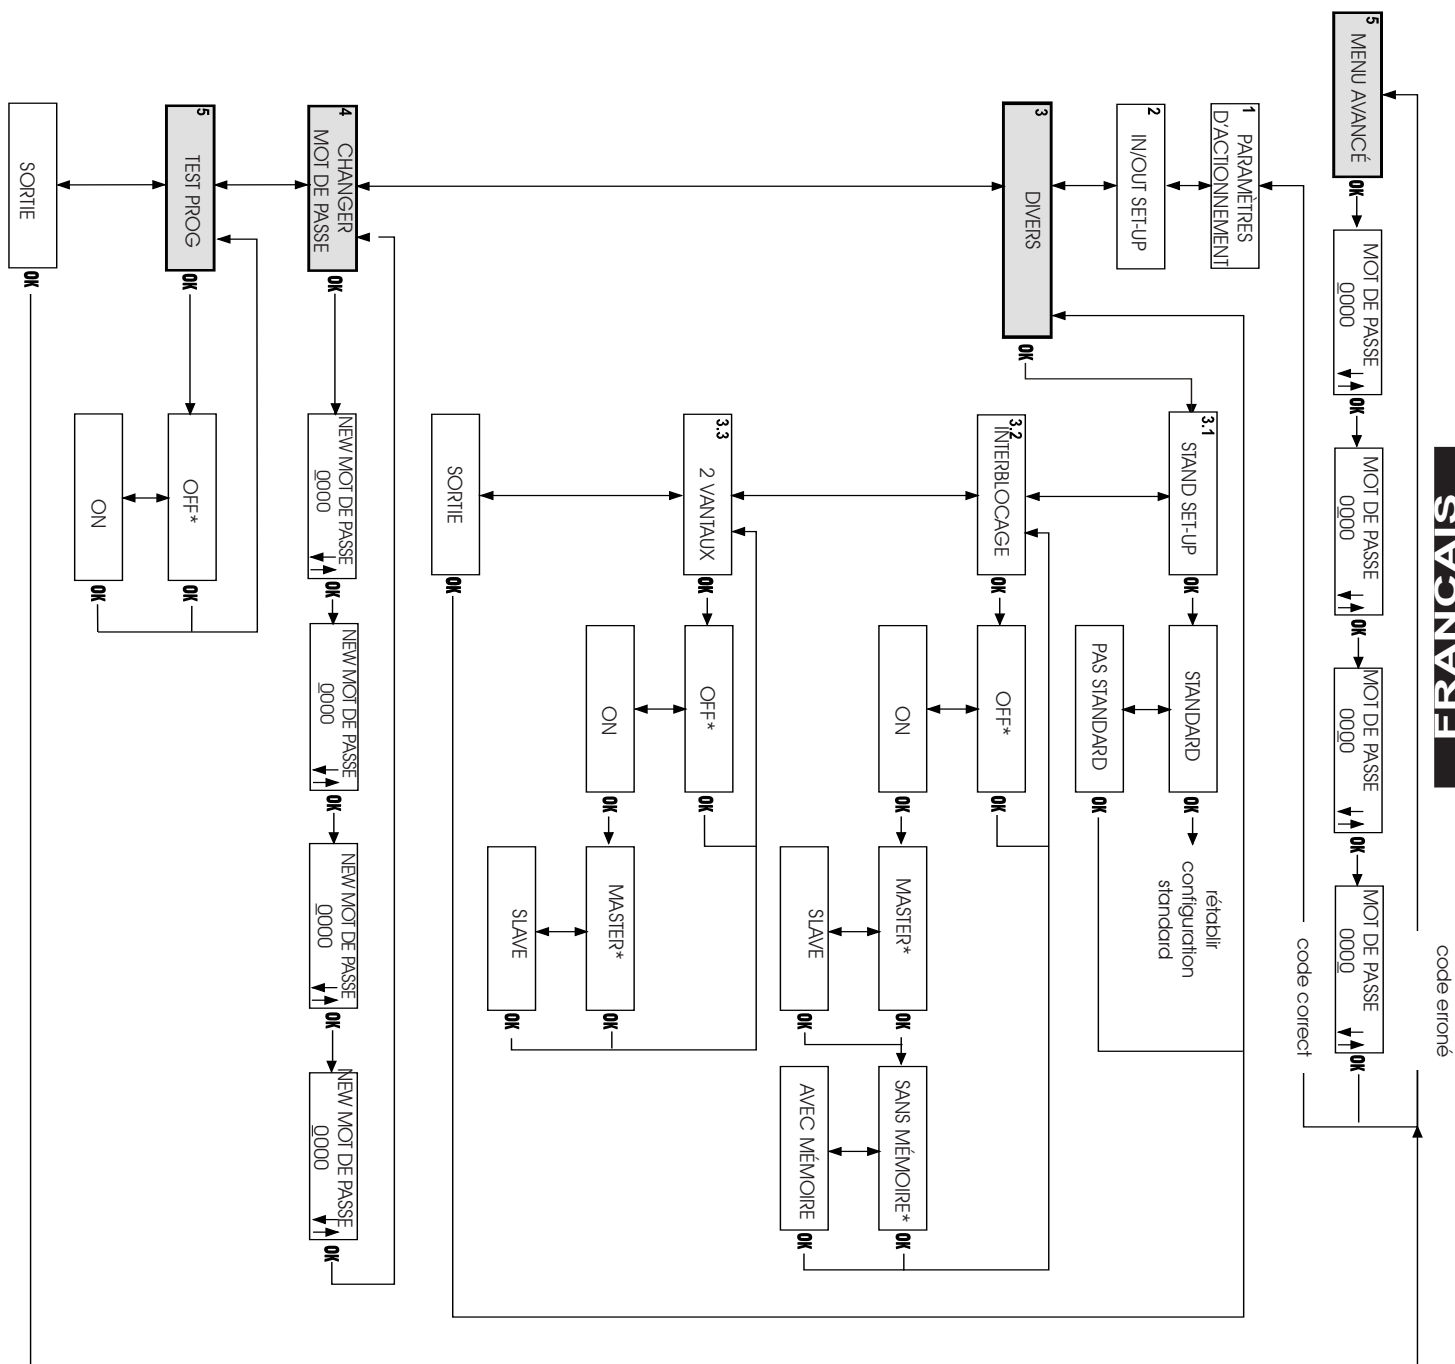 FRANÇAIS
5
MENU AVANCÉ
OK
MOT DE PASSE
0000
OK
MOT DE PASSE
0000
OK
MOT DE PASSE
0000
OK
MOT DE PASSE
0000
OK
code erroné
code correct
1
PARAMÈTRES
D'ACTIONNEMENT
2
IN/OUT SET-UP
3
DIVERS
OK
3.1
STAND SET-UP
OK
STANDARD
OK
rétablir
configuration
standard
PAS STANDARD
OK
3.2
INTERBLOCAGE
OK
OFF*
OK
ON
OK
MASTER*
OK
SLAVE
OK
SANS MÉMOIRE*
OK
AVEC MÉMOIRE
OK
3.3
2 VANTAUX
OK
OFF*
OK
ON
OK
MASTER*
OK
SLAVE
OK
SORTIE
OK
4
CHANGER
MOT DE PASSE
OK
NEW MOT DE PASSE
0000
OK
NEW MOT DE PASSE
0000
OK
NEW MOT DE PASSE
0000
OK
NEW MOT DE PASSE
0000
OK
5
TEST PROG
OK
OFF*
OK
ON
OK
SORTIE
OK